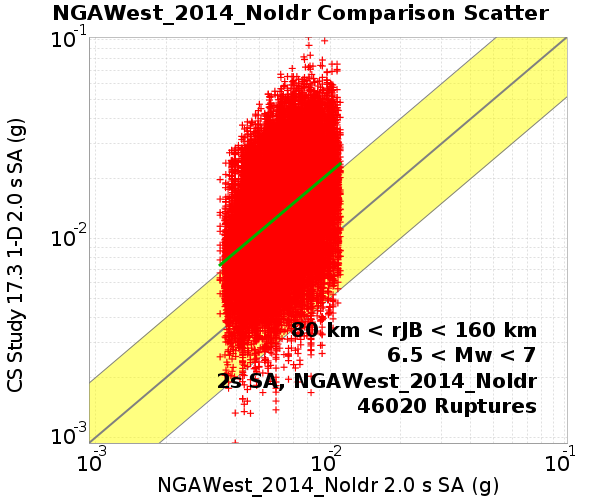 NGAWest_2014_NoIdr Comparison Scatter
10-1
10-2
10-3
CS Study 17.3 1-D 2.0 s SA (g)
80 km < rJB < 160 km
6.5 < Mw < 7
2s SA, NGAWest_2014_NoIdr
46020 Ruptures
10-3 10-2 10-1
NGAWest_2014_NoIdr 2.0 s SA (g)